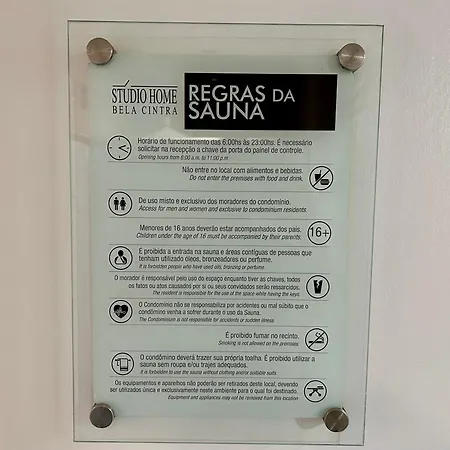 STUDIO HOME
BELA CINTRA
REGRAS DA
SAUNA
Horário de funcionamento das 6:00hs às 23:00hs. É necessário
solicitar na recepção a chave da porta do painel de controle.
Opening hours from 6:00 a.m. to 11:00 p.m
Não entre no local com alimentos e bebidas.
Do not enter the premises with food and drink.
De uso misto e exclusivo dos moradores do condomínio.
Access for men and women and exclusive to condominium residents.
Menores de 16 anos deverão estar acompanhados dos pais.
Children under the age of 16 must be accompanied by their parents.
16+
É proibida a entrada na sauna e áreas contíguas de pessoas que
tenham utilizado óleos, bronzeadores ou perfume.
It is forbidden people who have used oils, bronzing or perfume
O morador é responsável pelo uso do espaço enquanto tiver as chaves, todos
os fatos ou atos causados por si ou seus convidados serão ressarcidos.
The resident is responsible for the use of the space while having the keys.
O Condomínio não se responsabiliza por acidentes ou mal súbito que o
condômino venha a sofrer durante o uso da Sauna.
The Condominium is not responsible for accidents or sudden illness
É proibido fumar no recinto.
Smoking is not allowed on the premises
O condômino deverá trazer sua própria toalha. É proibido utilizar a
sauna sem roupa e/ou trajes adequados.
It is forbidden to use the sauna without clothing and/or suitable suits
Os equipamentos e aparelhos não poderão ser retirados deste local, devendo
ser utilizados única e exclusivamente neste ambiente para o qual foi destinado.
Equipment and appliances may not be removed from this location